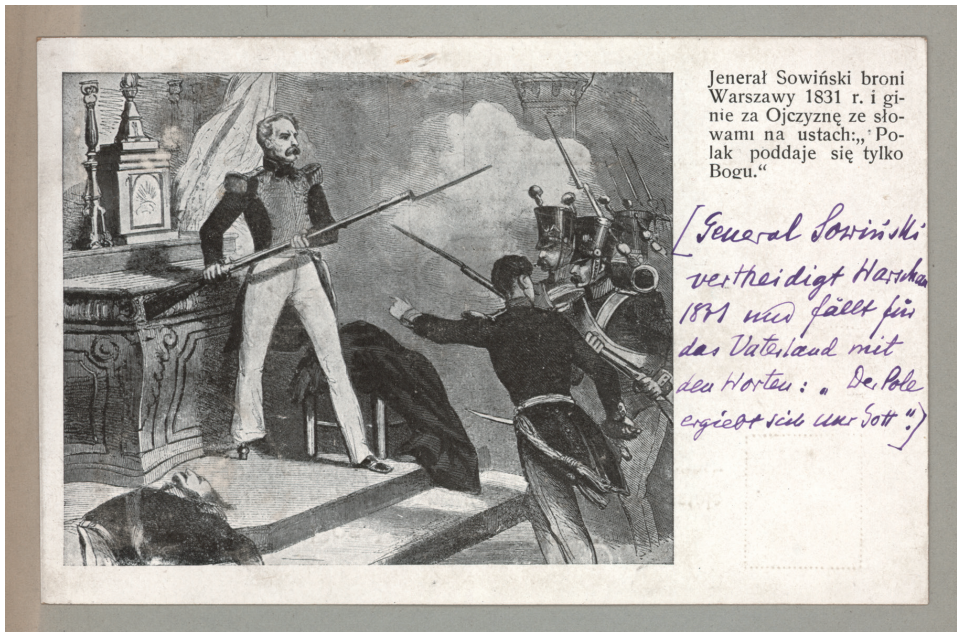 Jenerał Sowiński broni
Warszawy 1831 r. i gi-
nie za Ojczyznę ze sło-
wami na ustach:„ Po-
lak poddaje się tylko
Bogu.“
[General Sowiński
vertheidigt Warschau
1831 und fällt für
das Vaterland mit
den Worten: „Der Pole
ergiebt sich nur Gott“.]